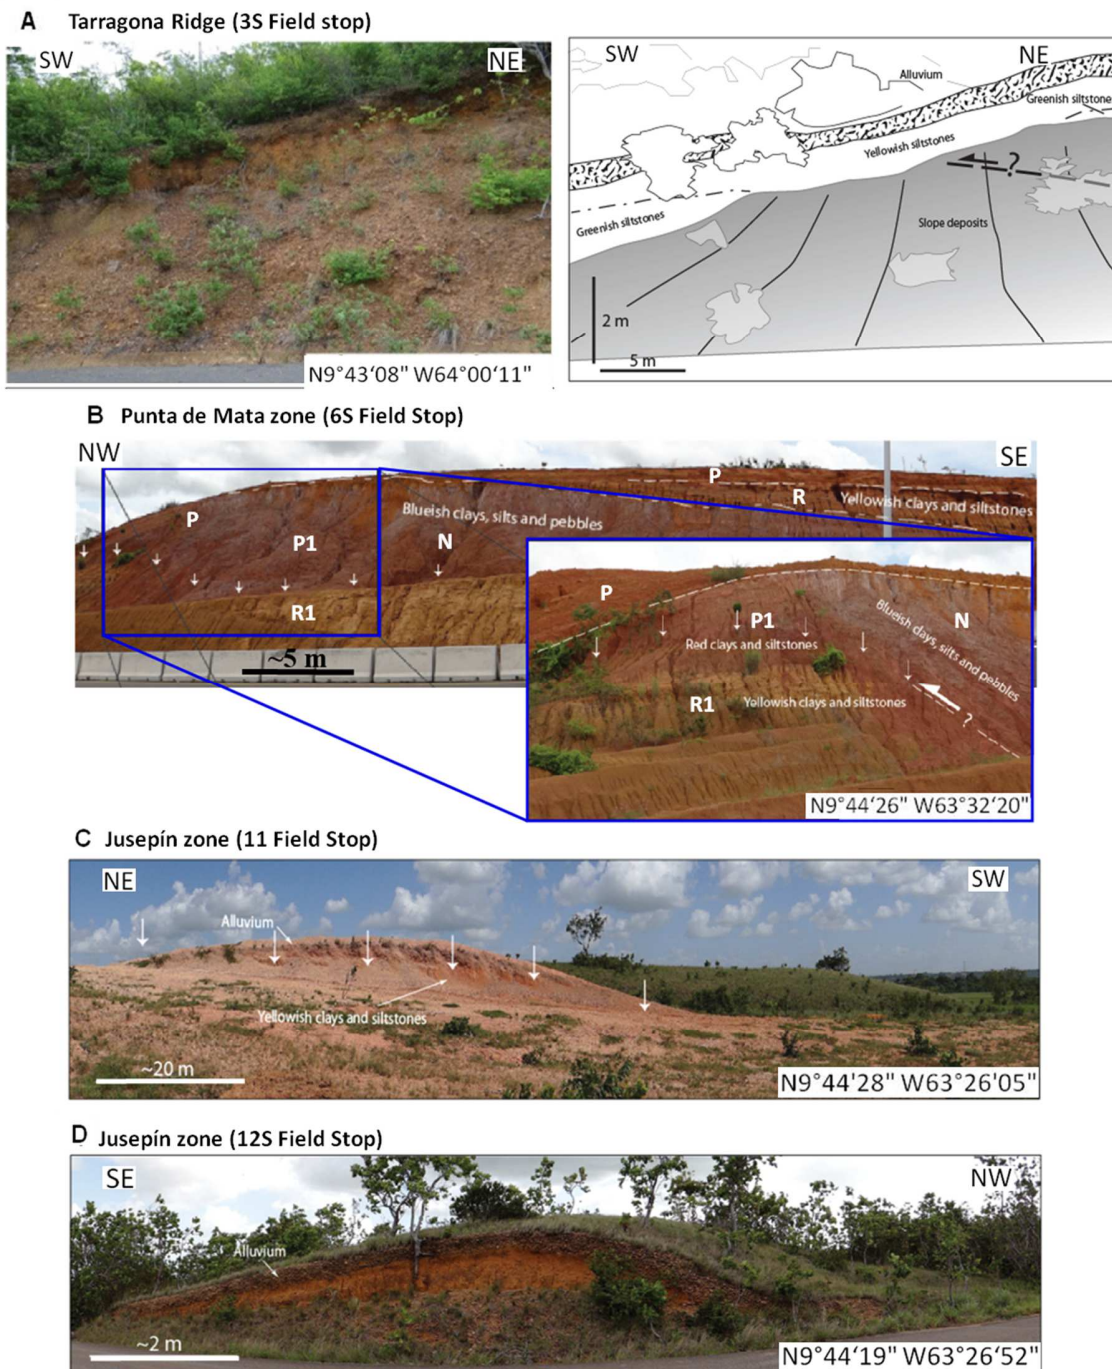 A Tarragona Ridge (3S Field stop)
SW
NE
N9°43'08" W64°00'11"
SW
NE
Alluvium
Greenish siltstones
Yellowish siltstones
?
Greenish siltstones
Slope deposits
2 m
5 m
B Punta de Mata zone (6S Field Stop)
NW
SE
P
P
R
Yellowish clays and siltstones
Blueish clays, silts and pebbles
P1
N
R1
~5 m
P
P1
N
Red clays and siltstones
Blueish clays, silts and pebbles
R1
Yellowish clays and siltstones
?
N9°44'26" W63°32'20"
C Jusepín zone (11 Field Stop)
NE
SW
Alluvium
Yellowish clays and siltstones
~20 m
N9°44'28" W63°26'05"
D Jusepín zone (12S Field Stop)
SE
NW
Alluvium
~2 m
N9°44'19" W63°26'52"